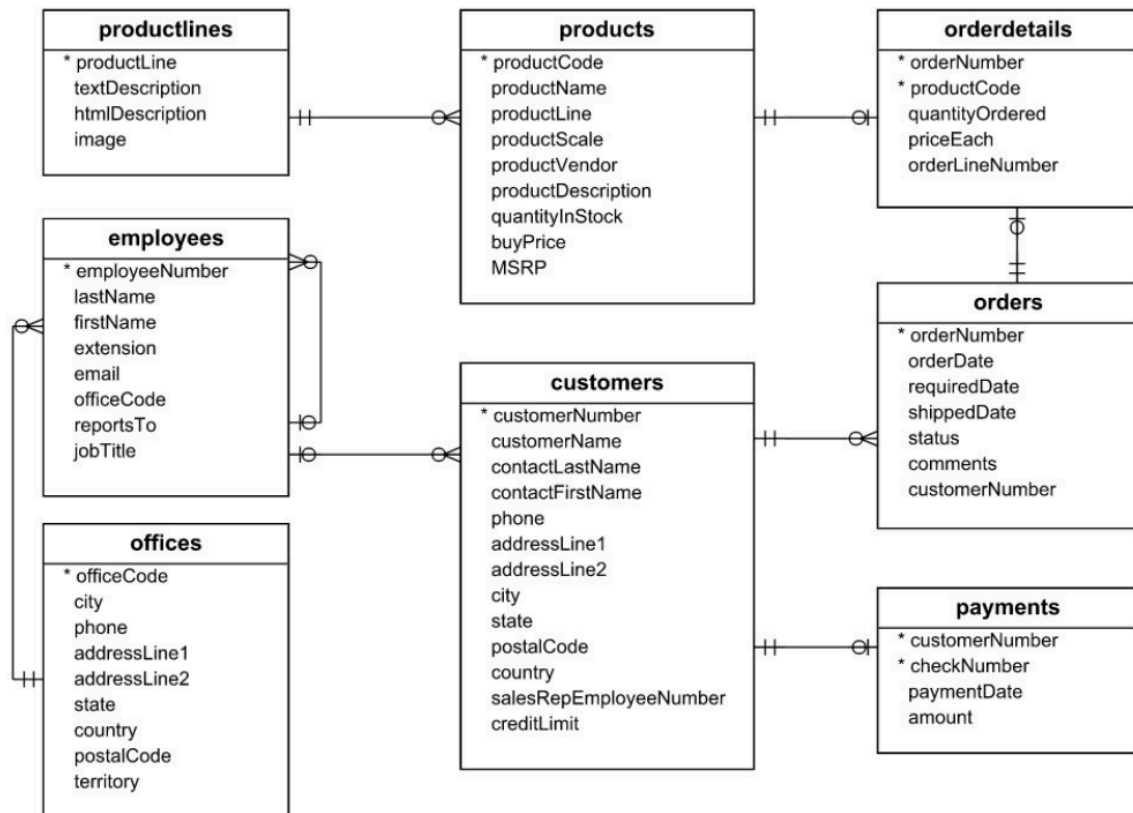 productlines
* productLine
textDescription
htmlDescription
image
products
* productCode
productName
productLine
productScale
productVendor
productDescription
quantityInStock
buyPrice
MSRP
orderdetails
* orderNumber
* productCode
quantityOrdered
priceEach
orderLineNumber
employees
* employeeNumber
lastName
firstName
extension
email
officeCode
reportsTo
jobTitle
customers
* customerNumber
customerName
contactLastName
contactFirstName
phone
addressLine1
addressLine2
city
state
postalCode
country
salesRepEmployeeNumber
creditLimit
orders
* orderNumber
orderDate
requiredDate
shippedDate
status
comments
customerNumber
offices
* officeCode
city
phone
addressLine1
addressLine2
state
country
postalCode
territory
payments
* customerNumber
* checkNumber
paymentDate
amount